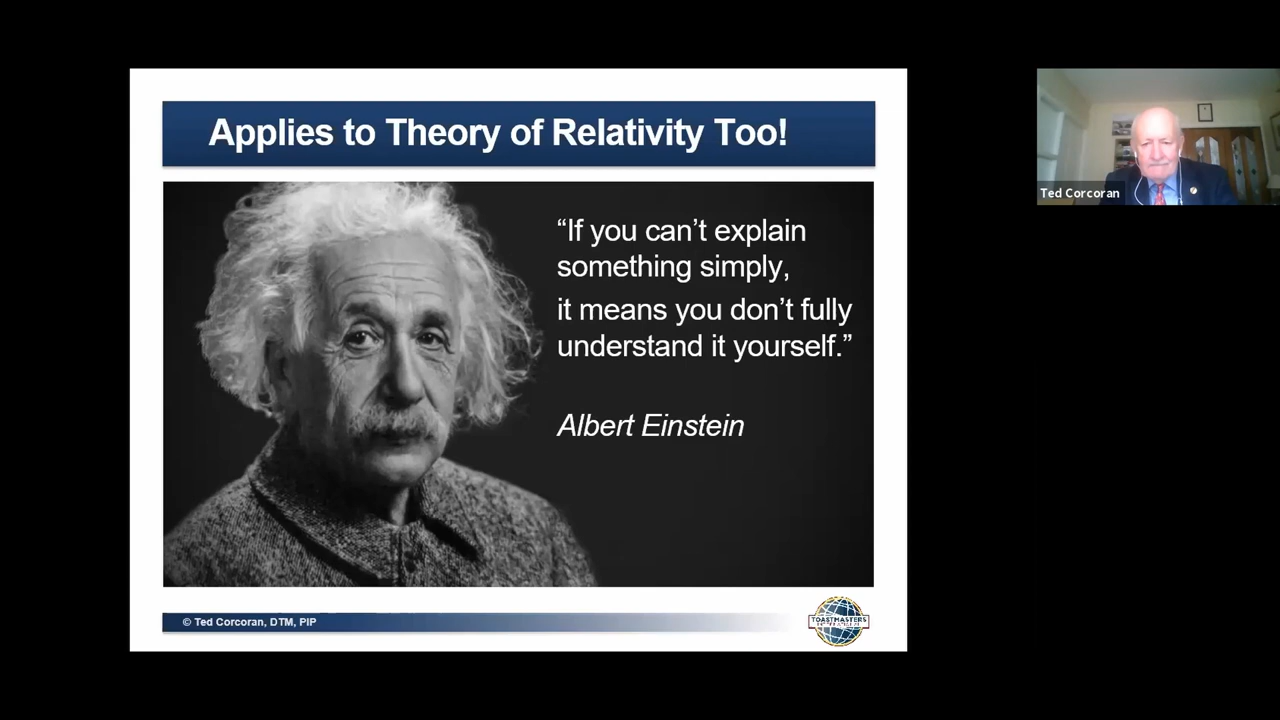 Applies to Theory of Relativity Too!
“If you can’t explain
something simply,
it means you don’t fully
understand it yourself.”
Albert Einstein
© Ted Corcoran, DTM, PIP
TOASTMASTERS
INTERNATIONAL
Ted Corcoran